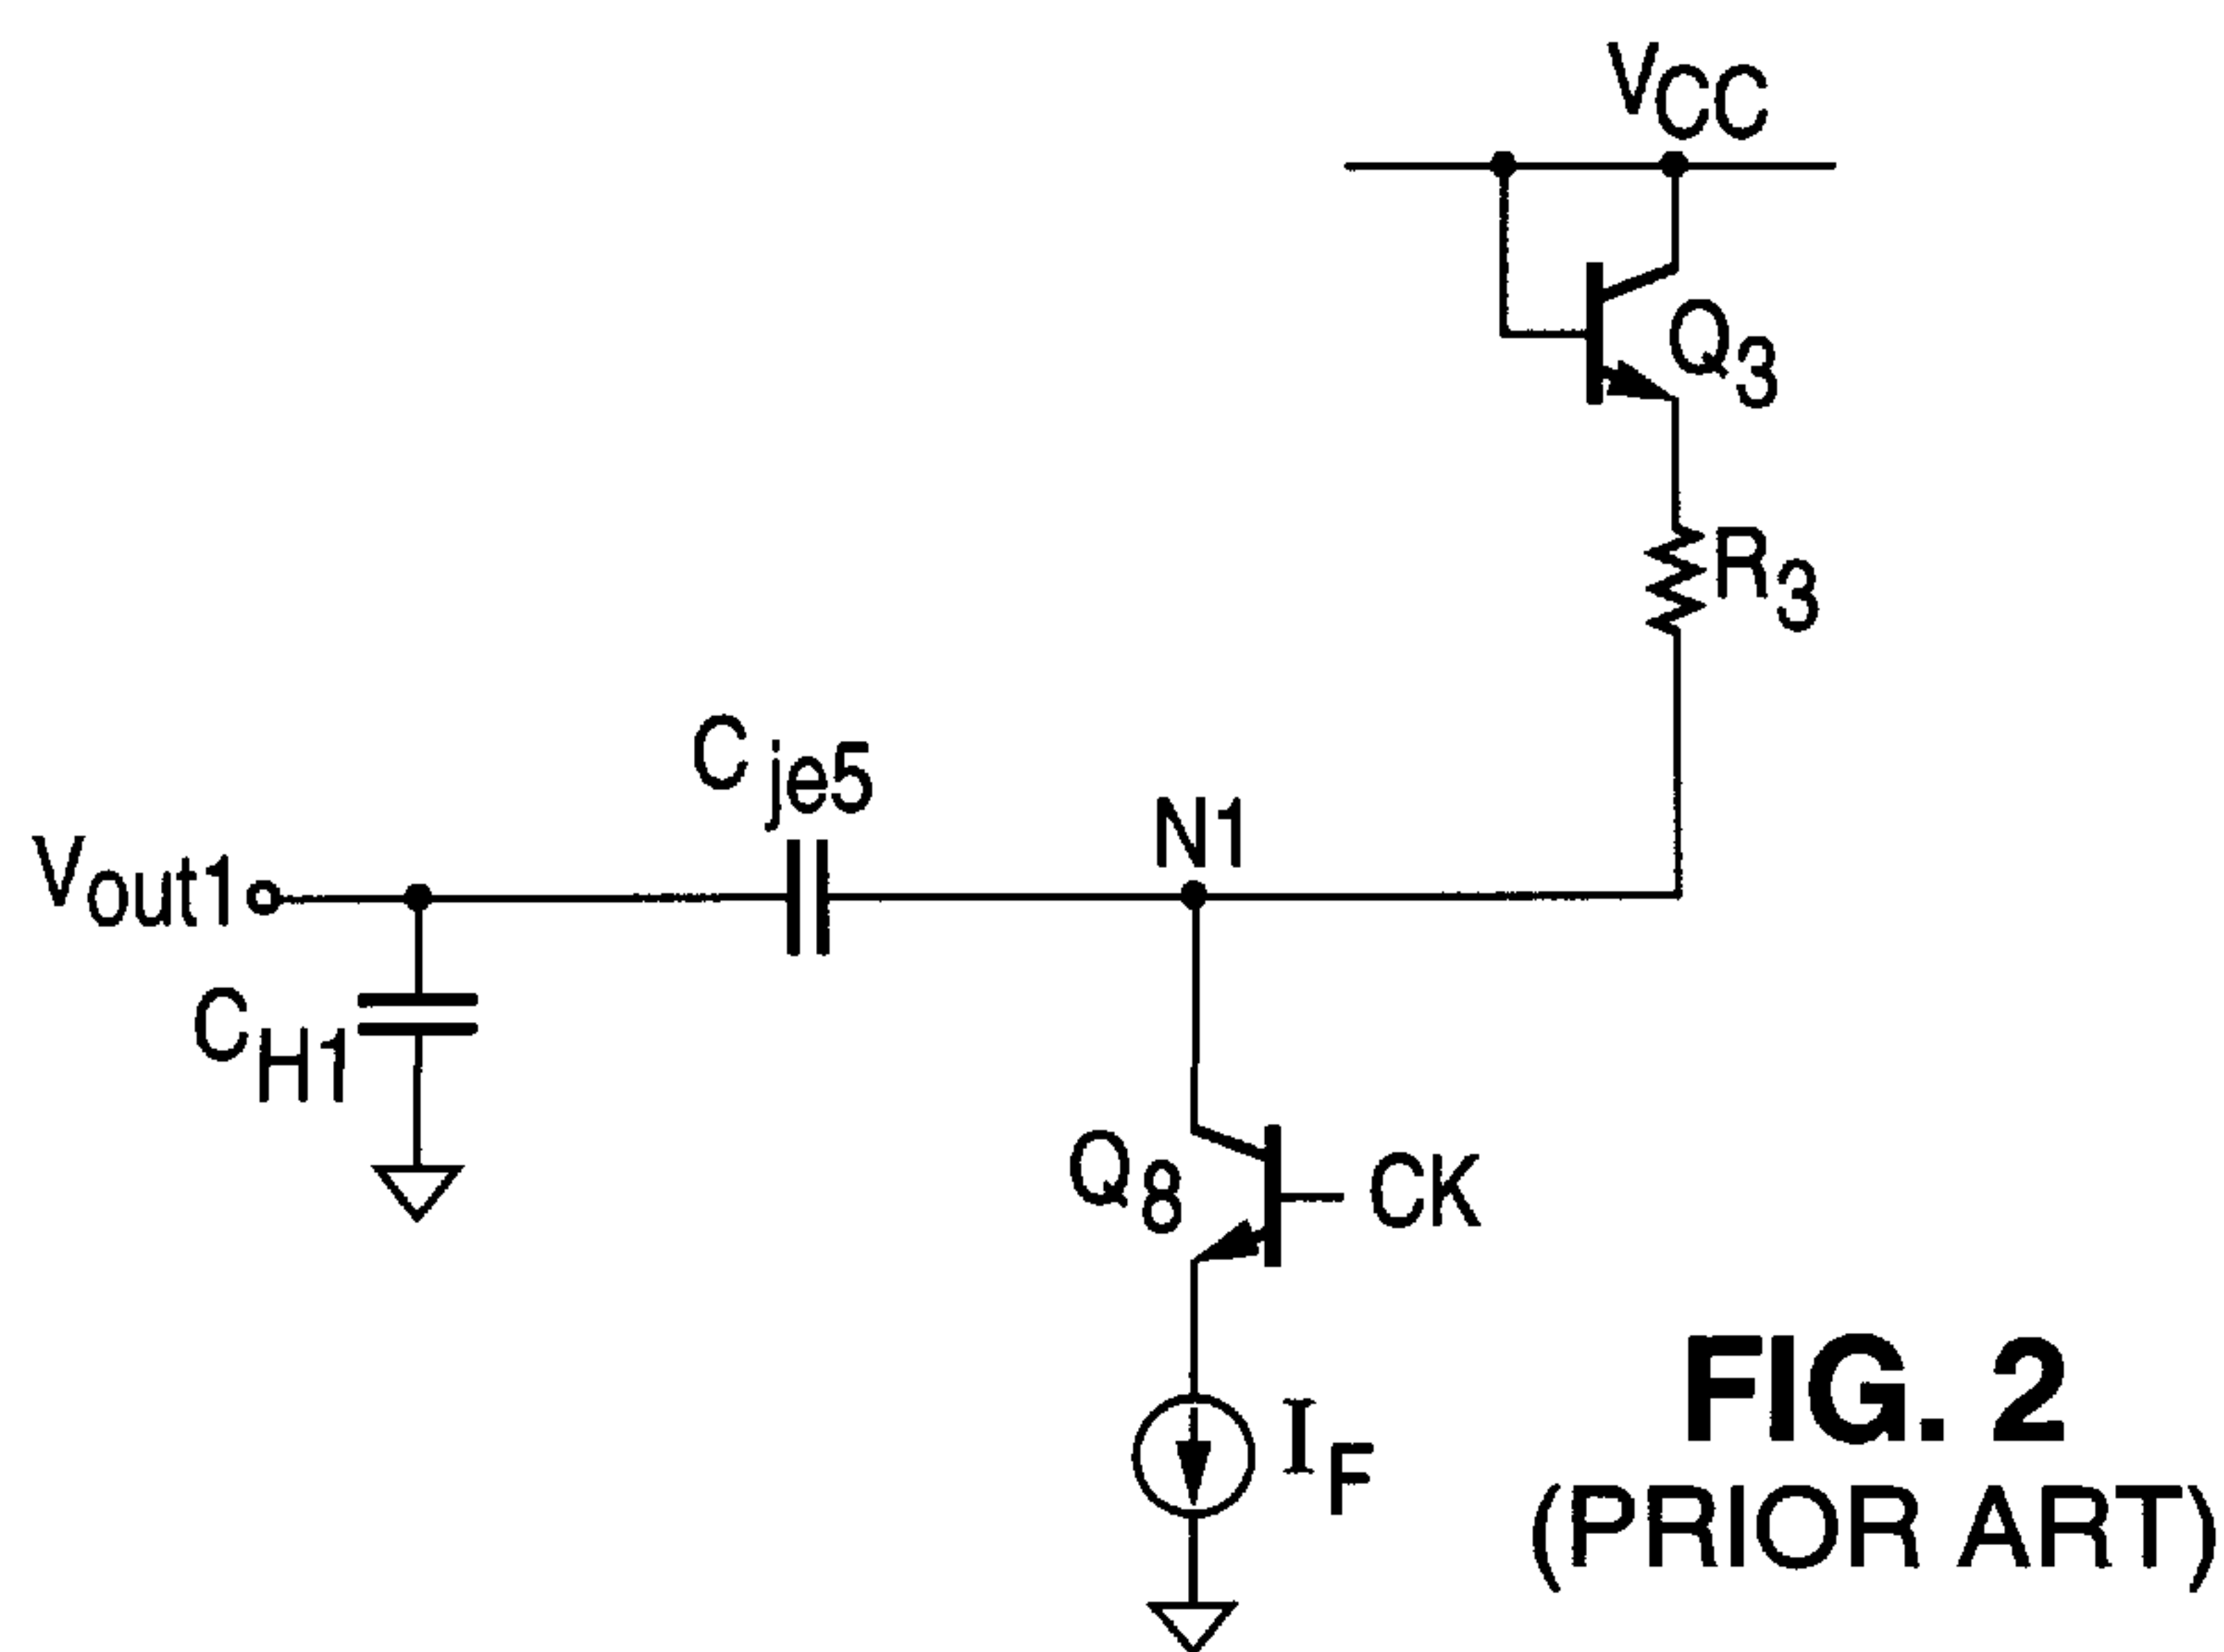 VCC
Q3
R3
Cje5
N1
Vout1
CH1
Q8
CK
IF
FIG. 2
(PRIOR ART)